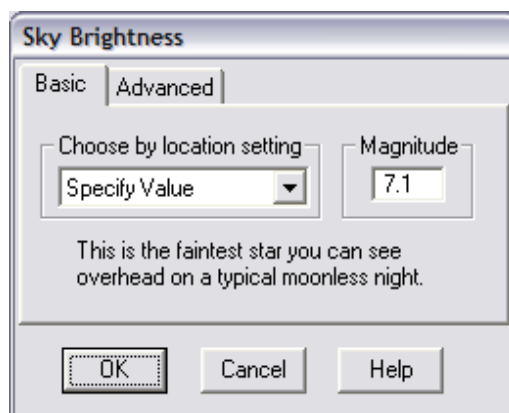 Sky Brightness
Basic Advanced
Choose by location setting Magnitude
Specify Value 7.1
This is the faintest star you can see
overhead on a typical moonless night.
OK Cancel Help